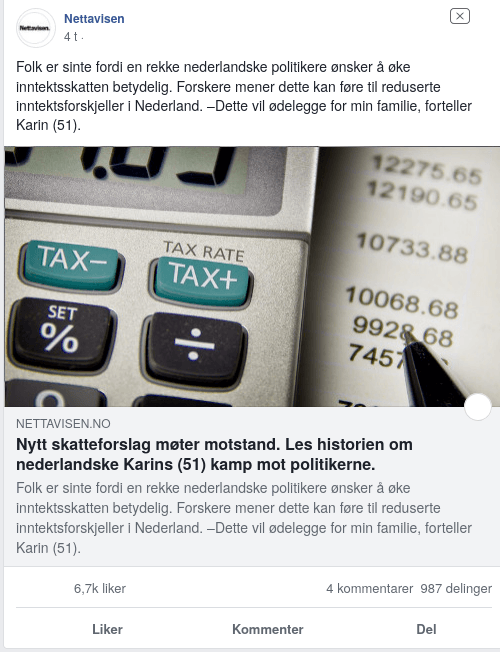 Nettavisen.
Nettavisen
4 t ·
Folk er sinte fordi en rekke nederlandske politikere ønsker å øke
inntektsskatten betydelig. Forskere mener dette kan føre til reduserte
inntektsforskjeller i Nederland. –Dette vil ødelegge for min familie, forteller
Karin (51).
12275.65
12190.65
10733.88
TAX−
TAX RATE
TAX+
10068.68
SET
%
÷
9928.68
NETTAVISEN.NO
Nytt skatteforslag møter motstand. Les historien om
nederlandske Karins (51) kamp mot politikerne.
Folk er sinte fordi en rekke nederlandske politikere ønsker å øke
inntektsskatten betydelig. Forskere mener dette kan føre til reduserte
inntektsforskjeller i Nederland. –Dette vil ødelegge for min familie, forteller
Karin (51).
6,7k liker
4 kommentarer 987 delinger
Liker Kommenter Del